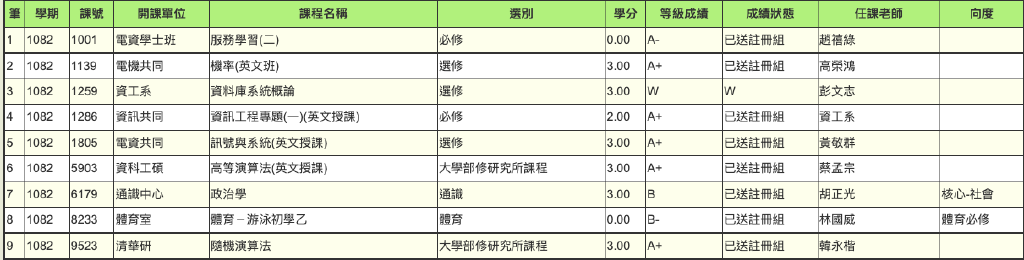 筆 學期 課號 開課單位 課程名稱 選別 學分 等級成績 成績狀態 任課老師 向度
1 1082 1001 電資學士班 服務學習(二) 必修 0.00 A- 已送註冊組 趙禧綠
2 1082 1139 電機共同 機率(英文班) 選修 3.00 A+ 已送註冊組 高榮鴻
3 1082 1259 資工系 資料庫系統概論 選修 3.00 W W 已送註冊組 彭文志
4 1082 1286 資訊共同 資訊工程專題(一)(英文授課) 必修 2.00 A+ 已送註冊組 資工系
5 1082 1805 電資共同 訊號與系統(英文授課) 選修 3.00 A+ 已送註冊組 黃敬群
6 1082 5903 資科工碩 高等演算法(英文授課) 大學部修研究所課程 3.00 A+ 已送註冊組 蔡孟宗
7 1082 6179 通識中心 政治學 通識 3.00 B 已送註冊組 胡正光 核心-社會
8 1082 8233 體育室 體育－游泳初學乙 體育 0.00 B- 已送註冊組 林國威 體育必修
9 1082 9523 清華研 隨機演算法 大學部修研究所課程 3.00 A+ 已送註冊組 韓永楷